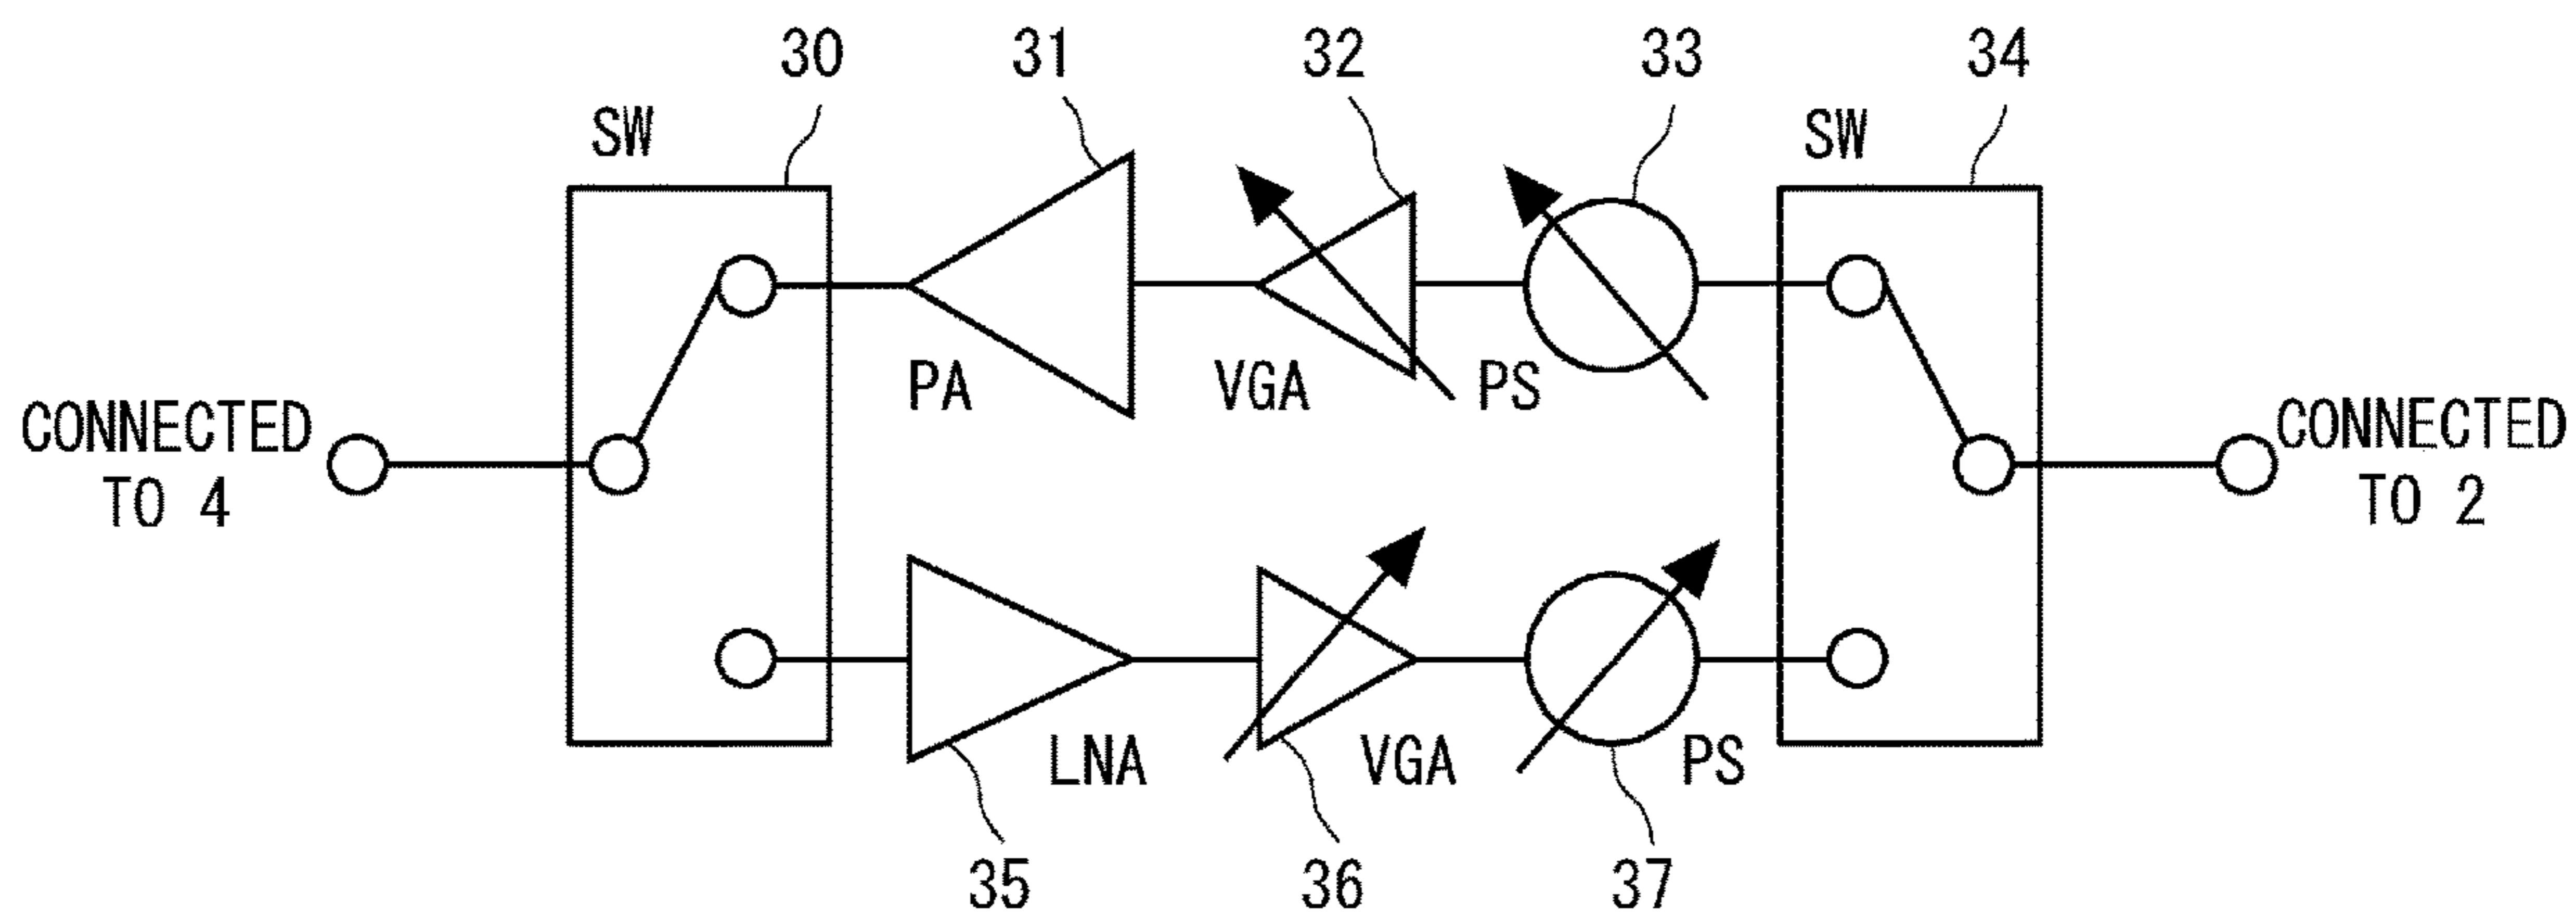 30 31 32 33 34
SW SW
PA VGA PS
CONNECTED CONNECTED
TO 4 TO 2
LNA VGA PS
35 36 37